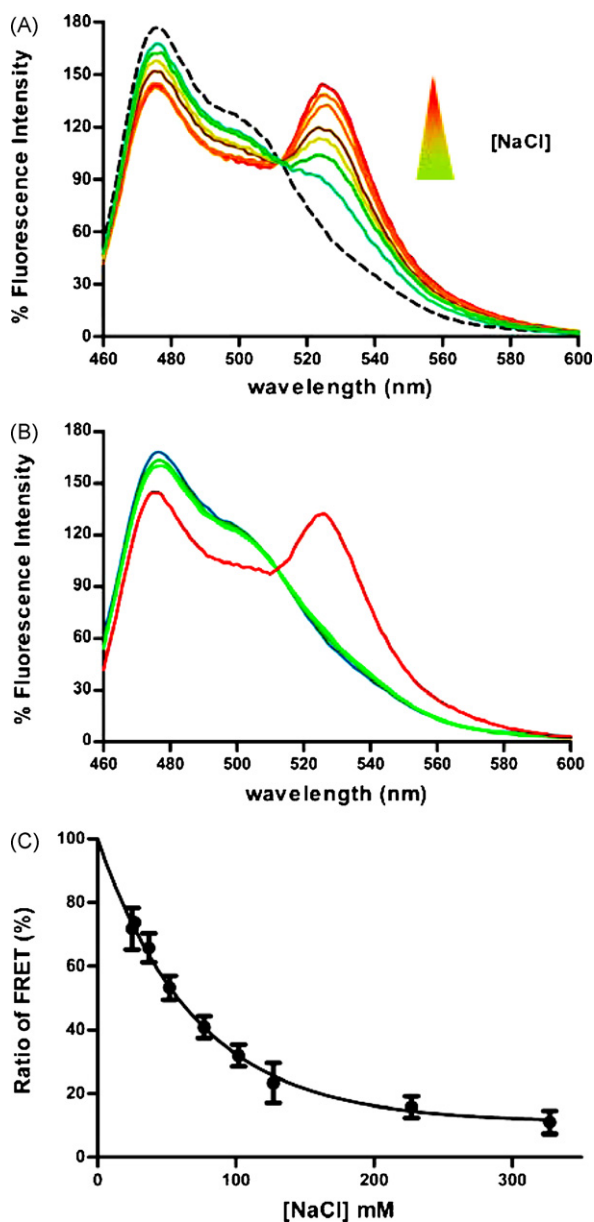 (A)
180
150
120
90
60
30
0
% Fluorescence Intensity
[NaCl]
460 480 500 520 540 560 580 600
wavelength (nm)
(B)
180
150
120
90
60
30
0
% Fluorescence Intensity
460 480 500 520 540 560 580 600
wavelength (nm)
(C)
100
80
60
40
20
0
Ratio of FRET (%)
0 100 200 300
[NaCl] mM